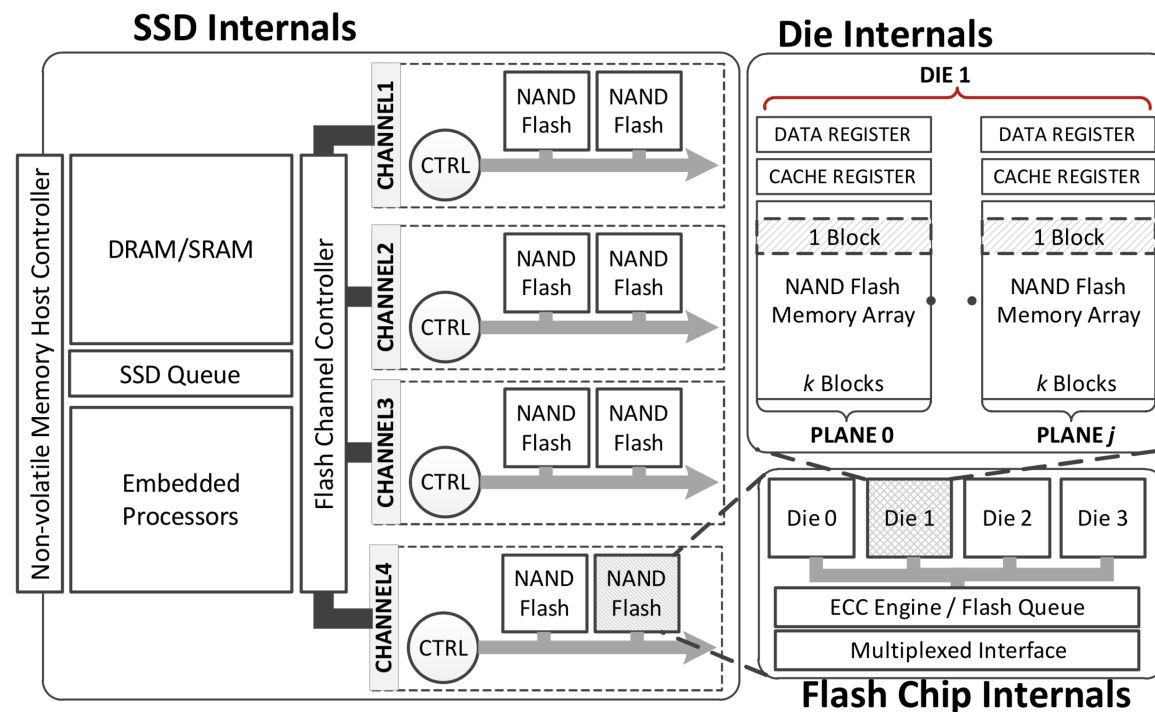 SSD Internals
Non-volatile Memory Host Controller
DRAM/SRAM
SSD Queue
Embedded
Processors
Flash Channel Controller
CHANNEL1
CTRL
NAND
Flash
NAND
Flash
CHANNEL2
CTRL
NAND
Flash
NAND
Flash
CHANNEL3
CTRL
NAND
Flash
NAND
Flash
CHANNEL4
CTRL
NAND
Flash
NAND
Flash
Die Internals
DIE 1
DATA REGISTER
CACHE REGISTER
1 Block
NAND Flash
Memory Array
k Blocks
PLANE 0
DATA REGISTER
CACHE REGISTER
1 Block
NAND Flash
Memory Array
k Blocks
PLANE j
Die 0
Die 1
Die 2
Die 3
ECC Engine / Flash Queue
Multiplexed Interface
Flash Chip Internals